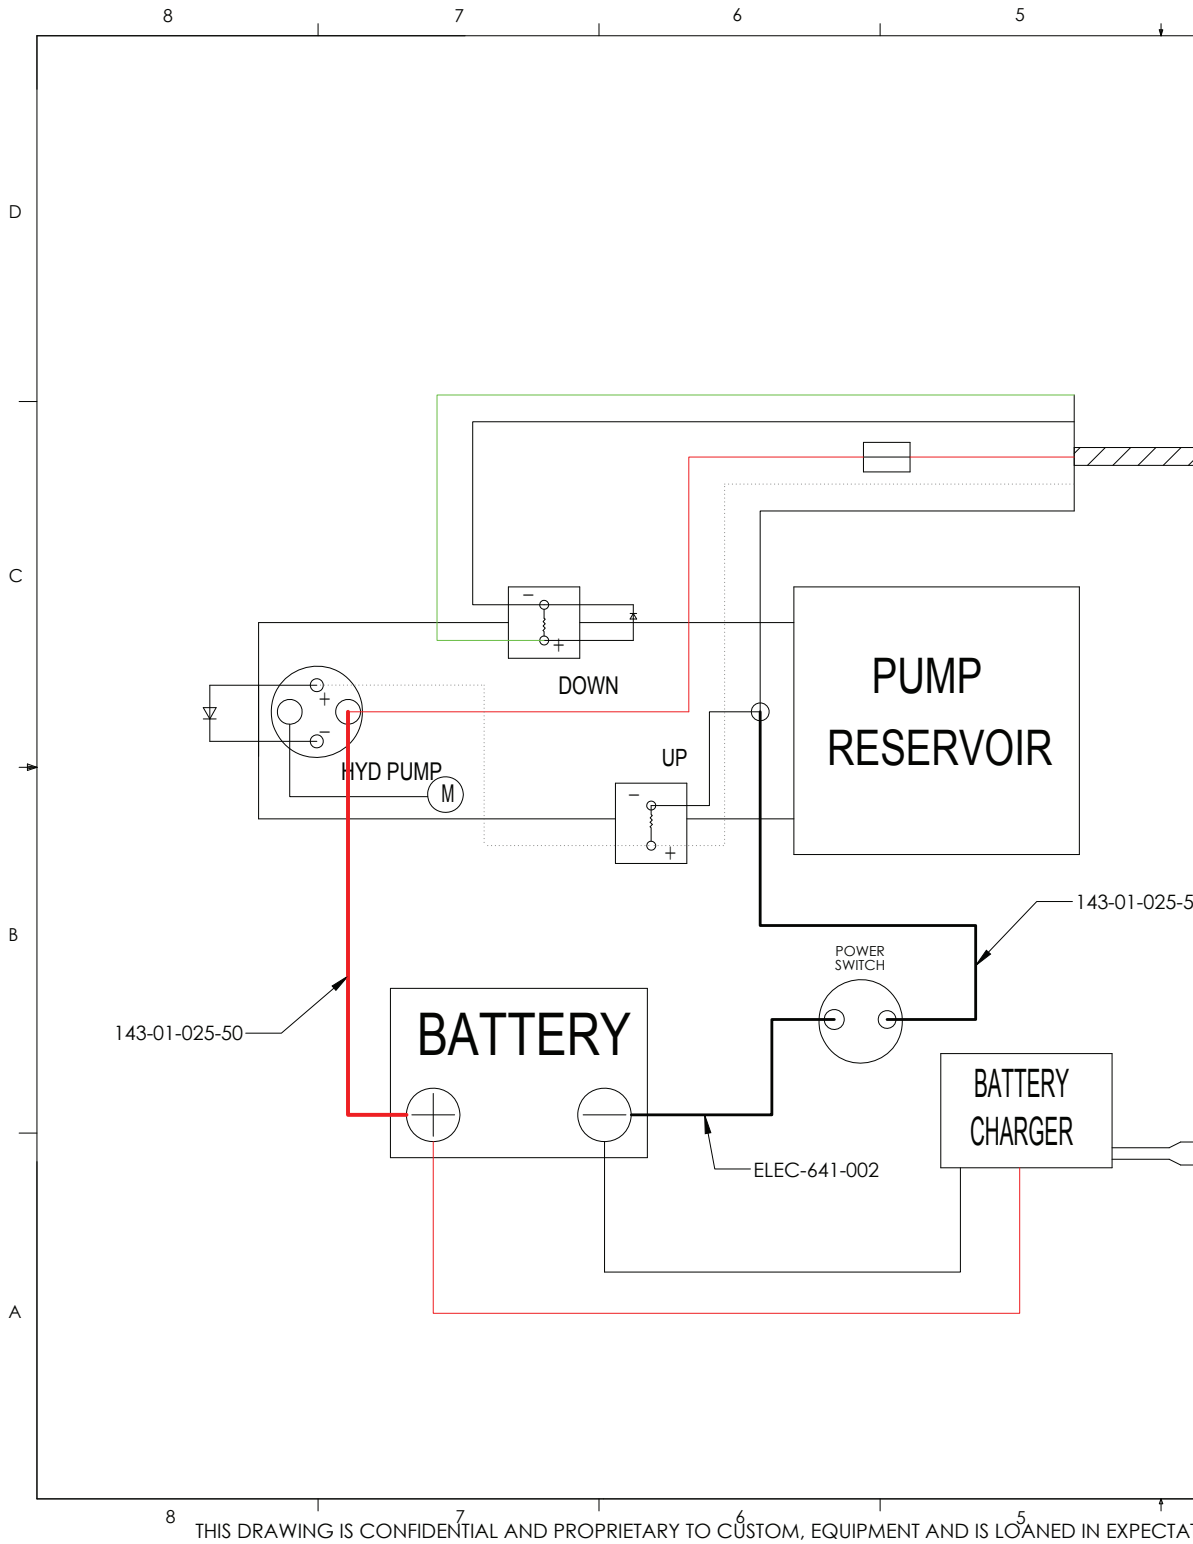 8 7 6 5
D
C
−
+
DOWN
PUMP
RESERVOIR
+
−
HYD PUMP
M
UP
−
+
143-01-025-5
B
POWER
SWITCH
143-01-025-50
BATTERY
BATTERY
CHARGER
+ −
ELEC-641-002
A
8 7 6 5
THIS DRAWING IS CONFIDENTIAL AND PROPRIETARY TO CUSTOM, EQUIPMENT AND IS LOANED IN EXPECTAT